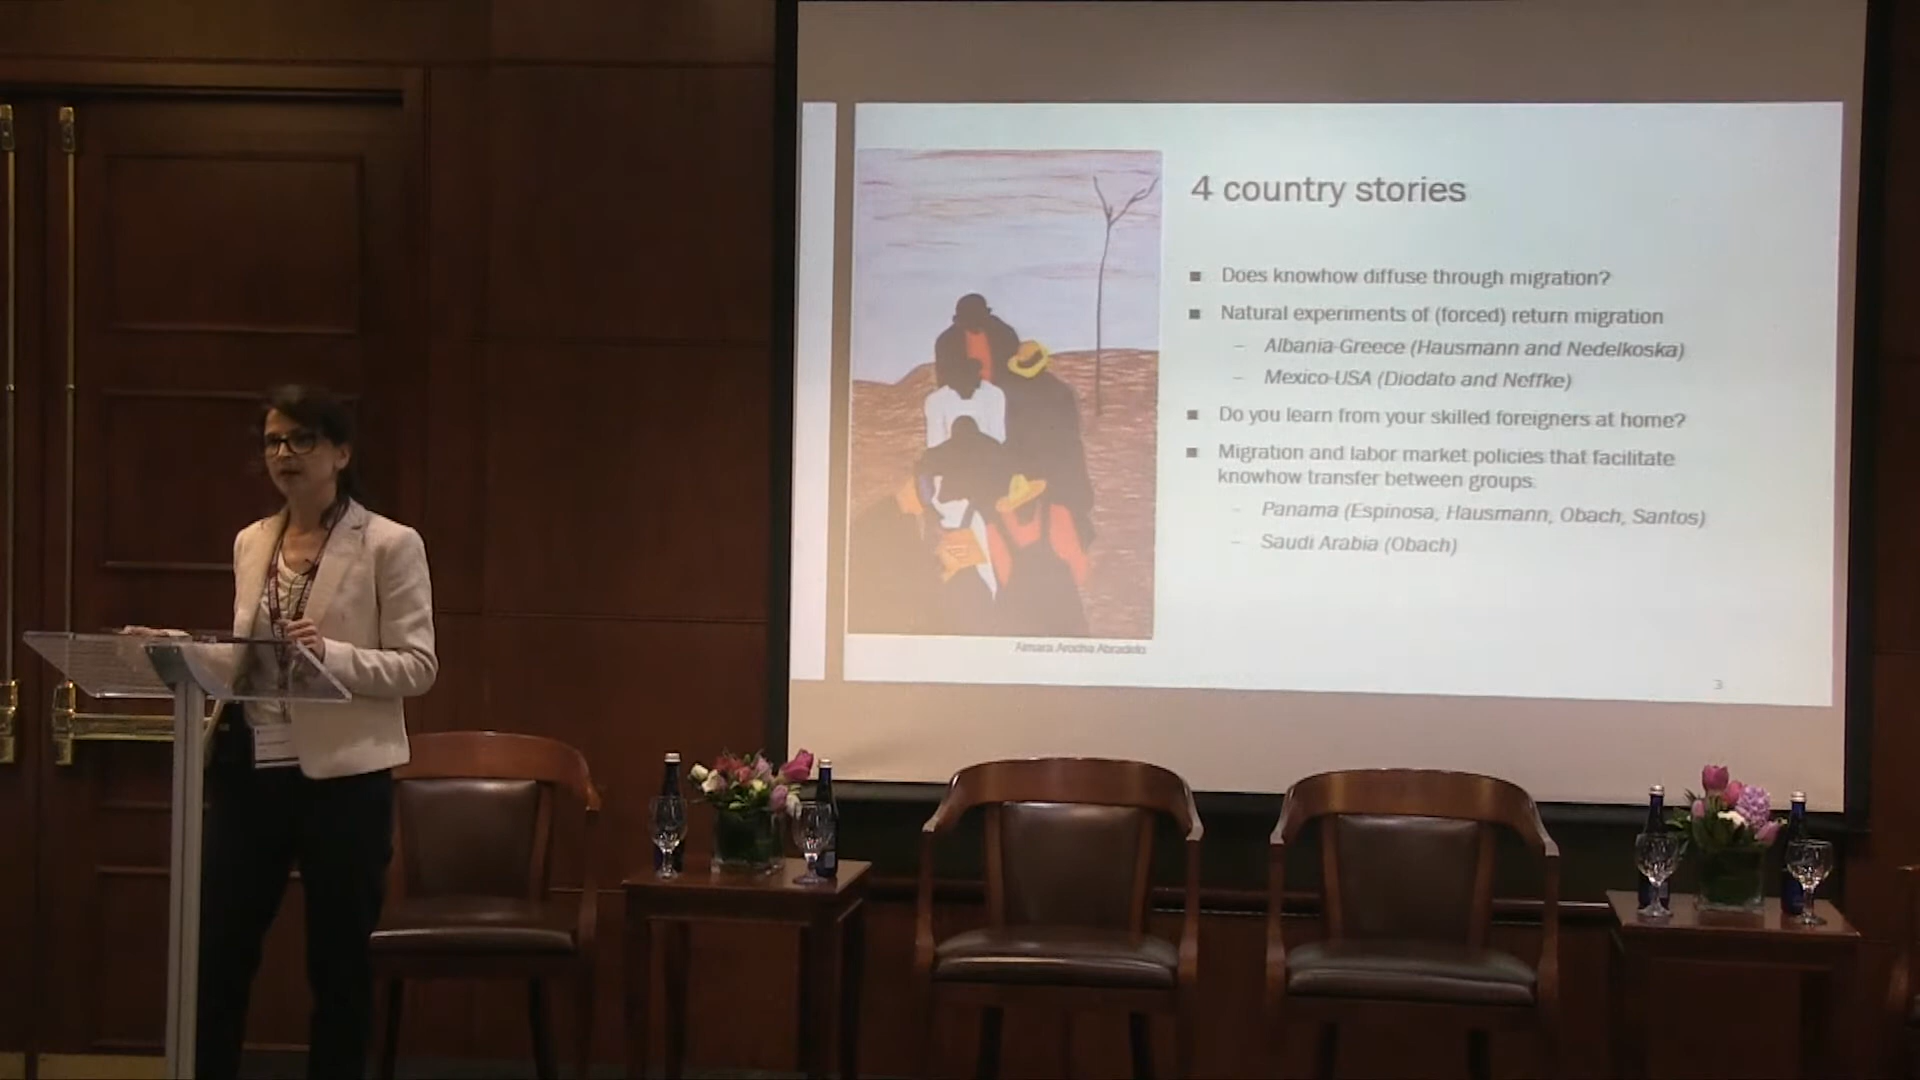 4 country stories
Does knowhow diffuse through migration?
Natural experiments of (forced) return migration
– Albania-Greece (Hausmann and Nedelkoska)
– Mexico-USA (Diodato and Neffke)
Do you learn from your skilled foreigners at home?
Migration and labor market policies that facilitate
knowhow transfer between groups:
– Panama (Espinosa, Hausmann, Obach, Santos)
– Saudi Arabia (Obach)
3